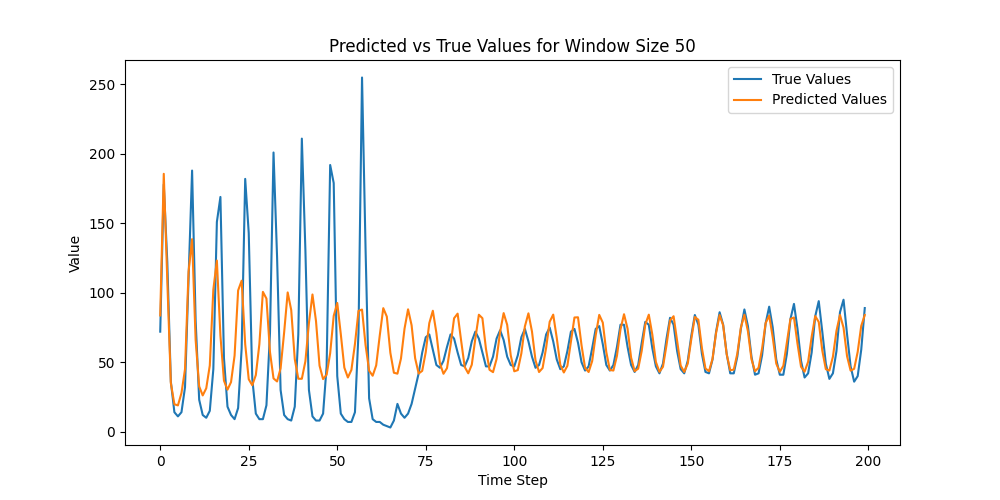 Predicted vs True Values for Window Size 50
True Values
Predicted Values
250
200
150
100
50
0
Value
0 25 50 75 100 125 150 175 200
Time Step